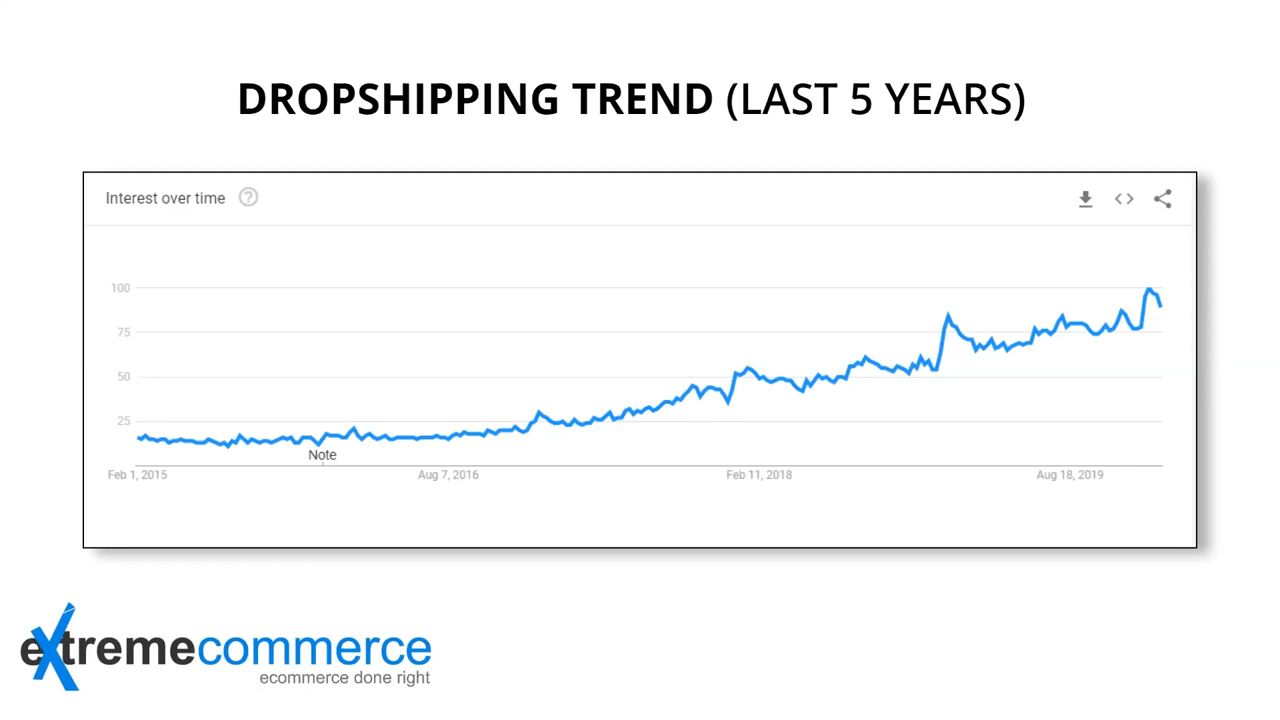 DROPSHIPPING TREND (LAST 5 YEARS)
Interest over time ?
100
75
50
25
Note
Feb 1, 2015 Aug 7, 2016 Feb 11, 2018 Aug 18, 2019
extremecommerce
ecommerce done right